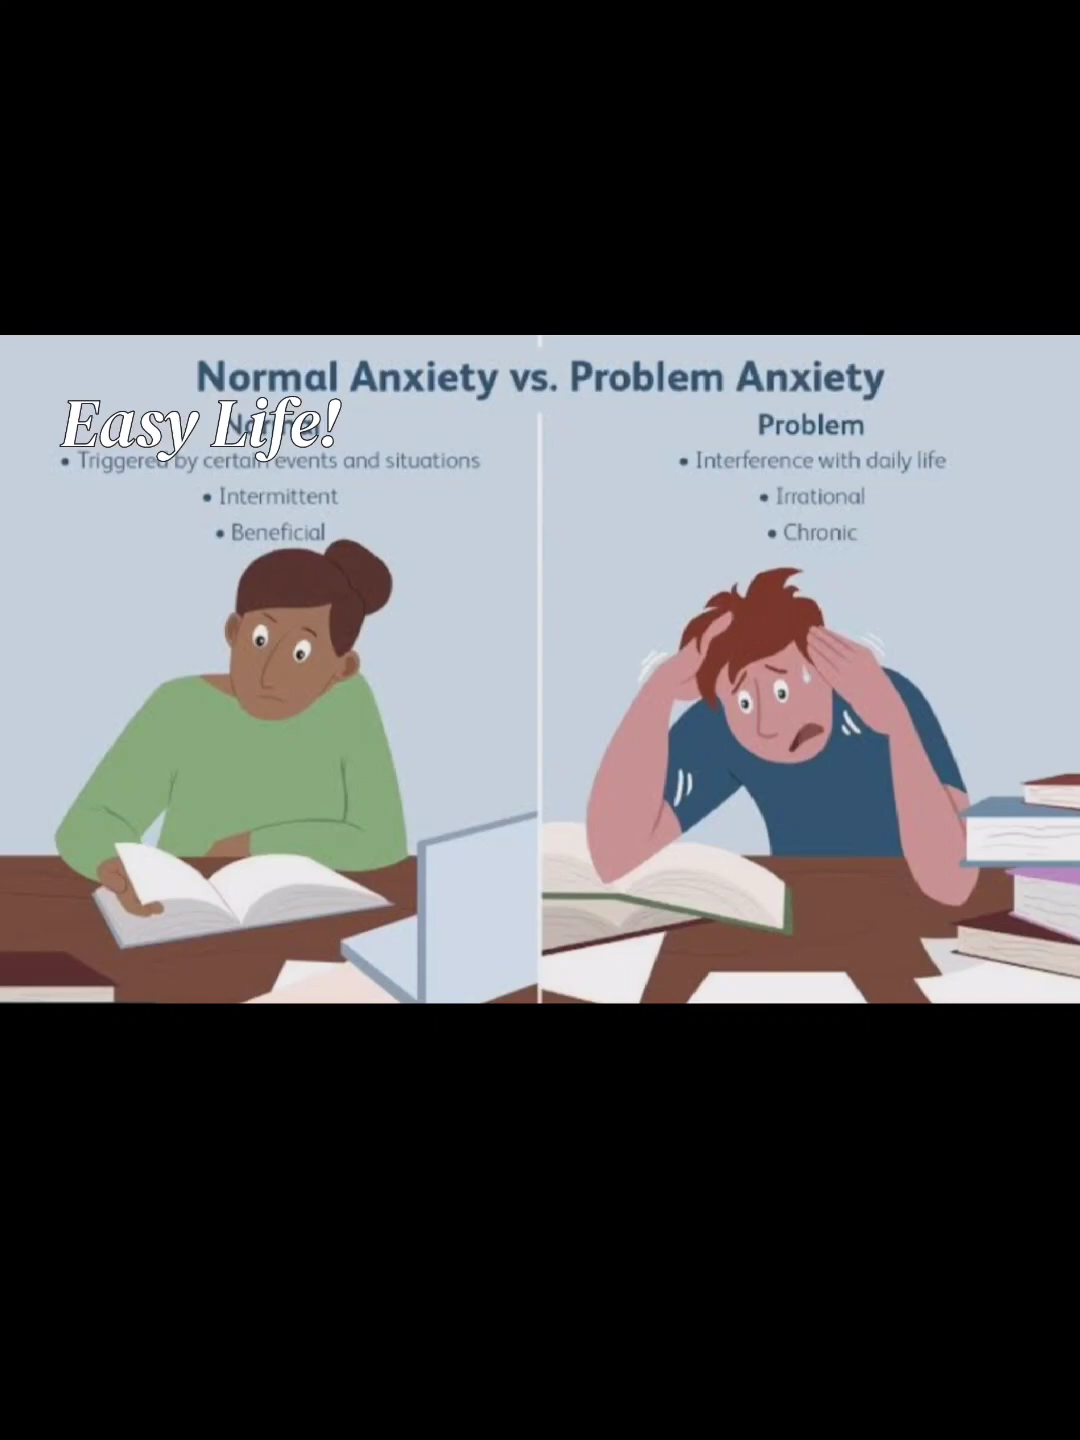 Normal Anxiety vs. Problem Anxiety
Easy Life!
Normal
• Triggered by certain events and situations
• Intermittent
• Beneficial
Problem
• Interference with daily life
• Irrational
• Chronic